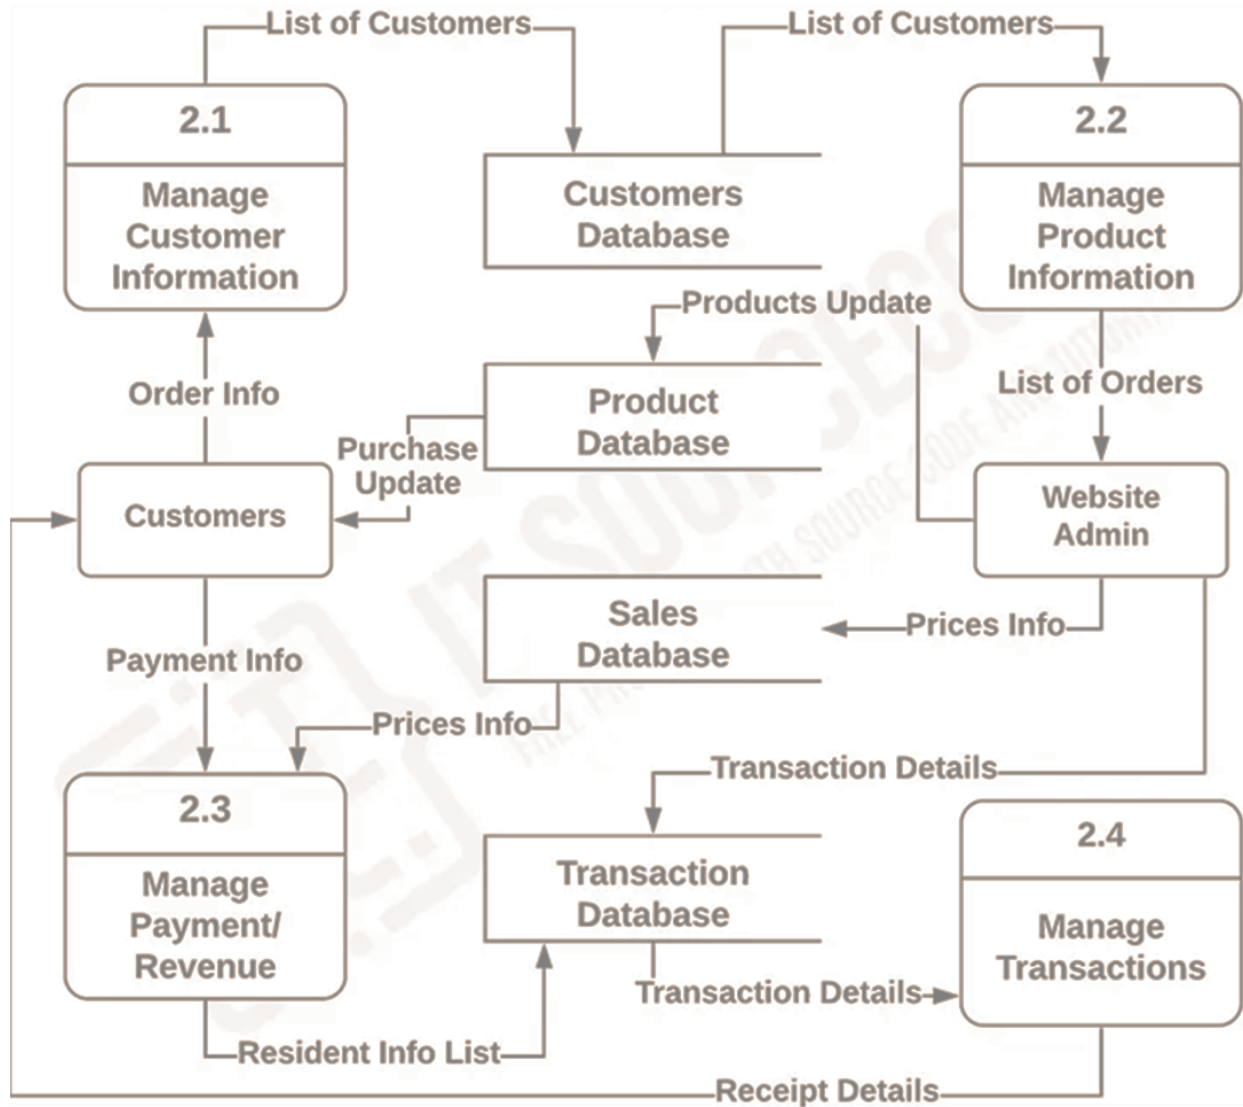 List of Customers
List of Customers
2.1
Manage
Customer
Information
Customers
Database
2.2
Manage
Product
Information
Products Update
Order Info
Product
Database
List of Orders
Purchase
Update
Customers
Website
Admin
Sales
Database
Prices Info
Payment Info
Prices Info
Transaction Details
2.3
Manage
Payment/
Revenue
Transaction
Database
2.4
Manage
Transactions
Transaction Details
Resident Info List
Receipt Details